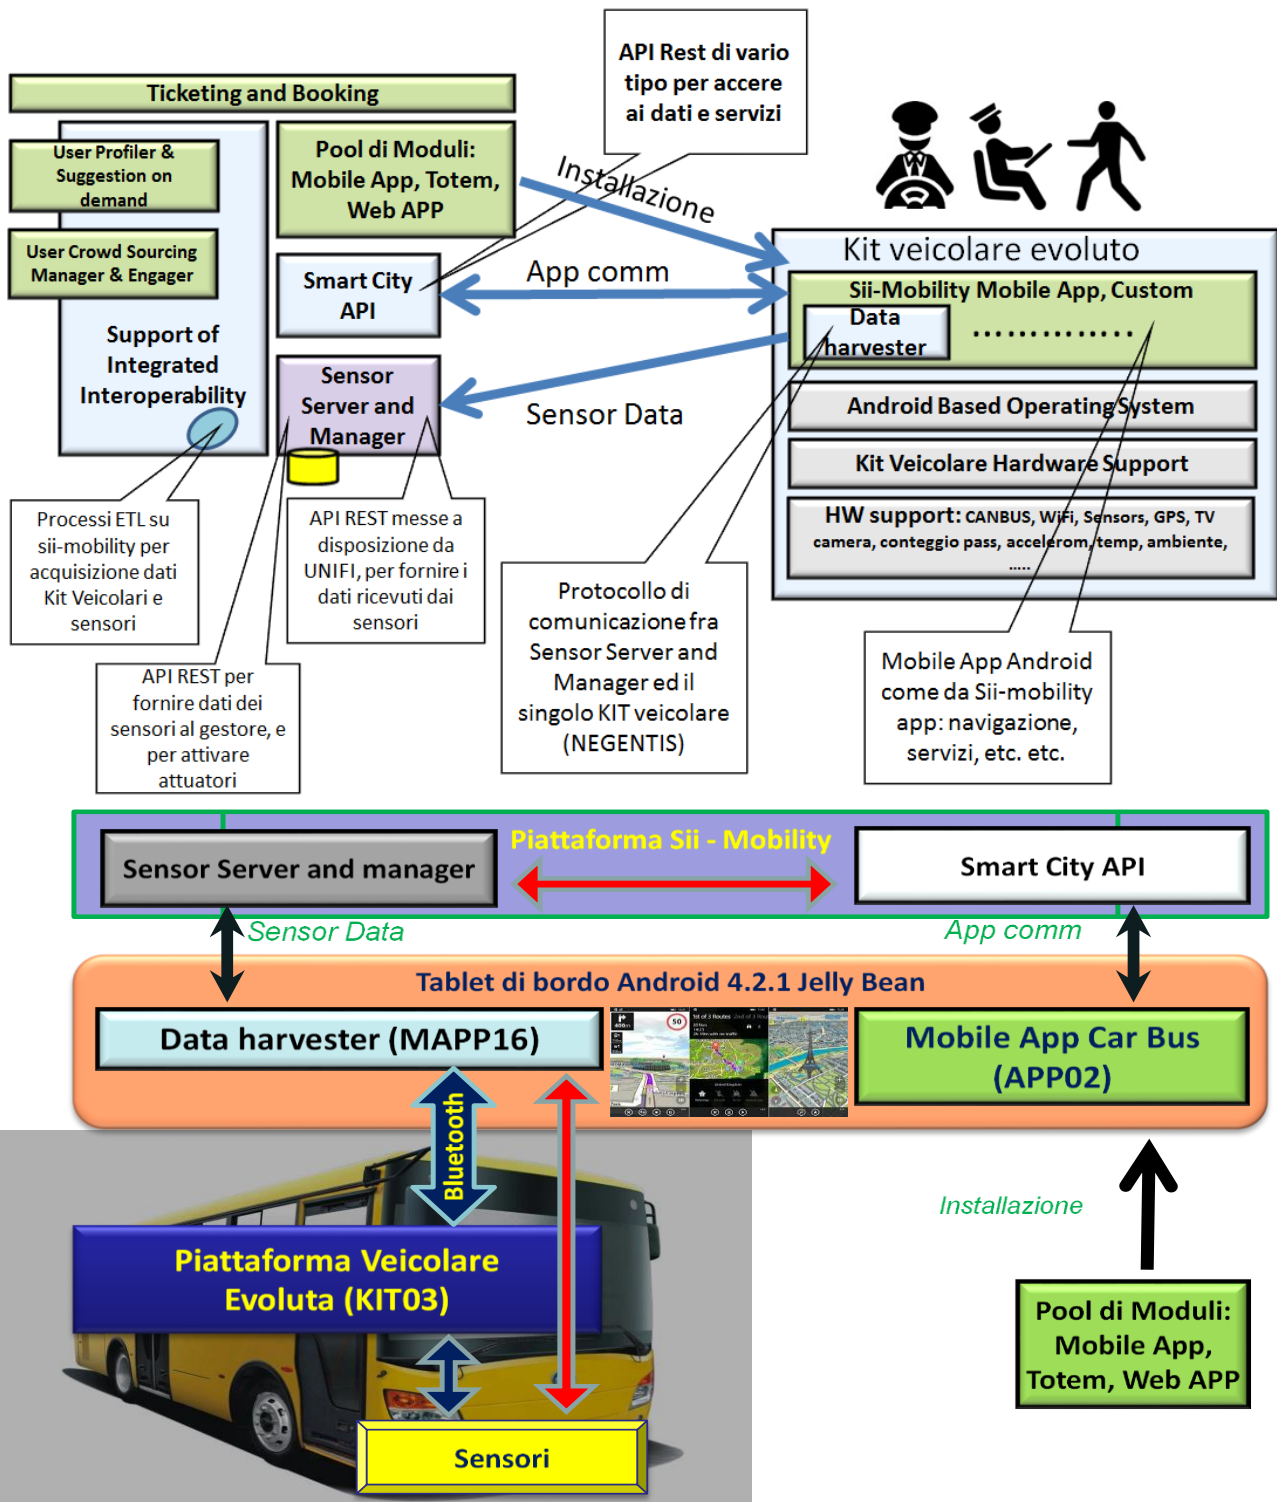 API Rest di vario
tipo per accere
ai dati e servizi
Ticketing and Booking
User Profiler &
Suggestion on
demand
User Crowd Sourcing
Manager & Engager
Support of
Integrated
Interoperability
Pool di Moduli:
Mobile App, Totem,
Web APP
Smart City
API
Sensor
Server and
Manager
Installazione
App comm
Sensor Data
Kit veicolare evoluto
Sii-Mobility Mobile App, Custom
Data
harvester
...............
Android Based Operating System
Kit Veicolare Hardware Support
HW support: CANBUS, WiFi, Sensors, GPS, TV
camera, conteggio pass, accelerom, temp, ambiente,
.....
Processi ETL su
sii-mobility per
acquisizione dati
Kit Veicolari e
sensori
API REST messe a
disposizione da
UNIFI, per fornire i
dati ricevuti dai
sensori
API REST per
fornire dati dei
sensori al gestore, e
per attivare
attuatori
Protocollo di
comunicazione fra
Sensor Server and
Manager ed il
singolo KIT veicolare
(NEGENTIS)
Mobile App Android
come da Sii-mobility
app: navigazione,
servizi, etc. etc.
Piattaforma Sii - Mobility
Sensor Server and manager
Smart City API
Sensor Data
App comm
Tablet di bordo Android 4.2.1 Jelly Bean
Data harvester (MAPP16)
50
Mobile App Car Bus
(APP02)
Bluetooth
Piattaforma Veicolare
Evoluta (KIT03)
Sensori
Installazione
Pool di Moduli:
Mobile App,
Totem, Web APP